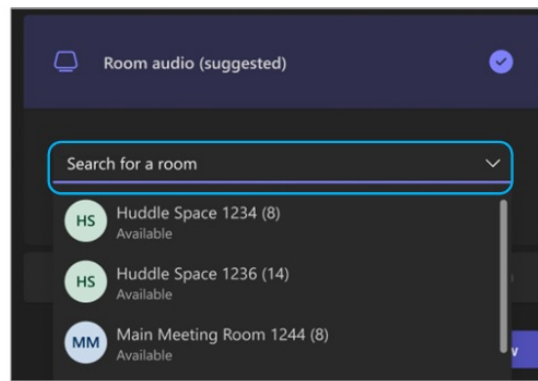 Room audio (suggested)
Search for a room
HS
Huddle Space 1234 (8)
Available
HS
Huddle Space 1236 (14)
Available
MM
Main Meeting Room 1244 (8)
Available